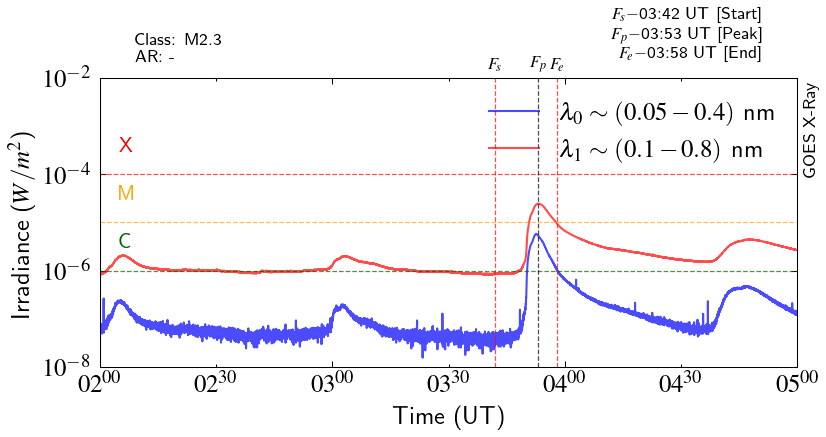 Fₛ−03:42 UT [Start]
Class: M2.3
Fₚ−03:53 UT [Peak]
AR: -
Fₑ−03:58 UT [End]
Fₛ Fₚ Fₑ
10⁻²
λ₀ ∼ (0.05 − 0.4) nm
λ₁ ∼ (0.1 − 0.8) nm
GOES X-Ray
X
10⁻⁴
M
C
10⁻⁶
10⁻⁸
Irradiance (W/m²)
02⁰⁰ 02³⁰ 03⁰⁰ 03³⁰ 04⁰⁰ 04³⁰ 05⁰⁰
Time (UT)